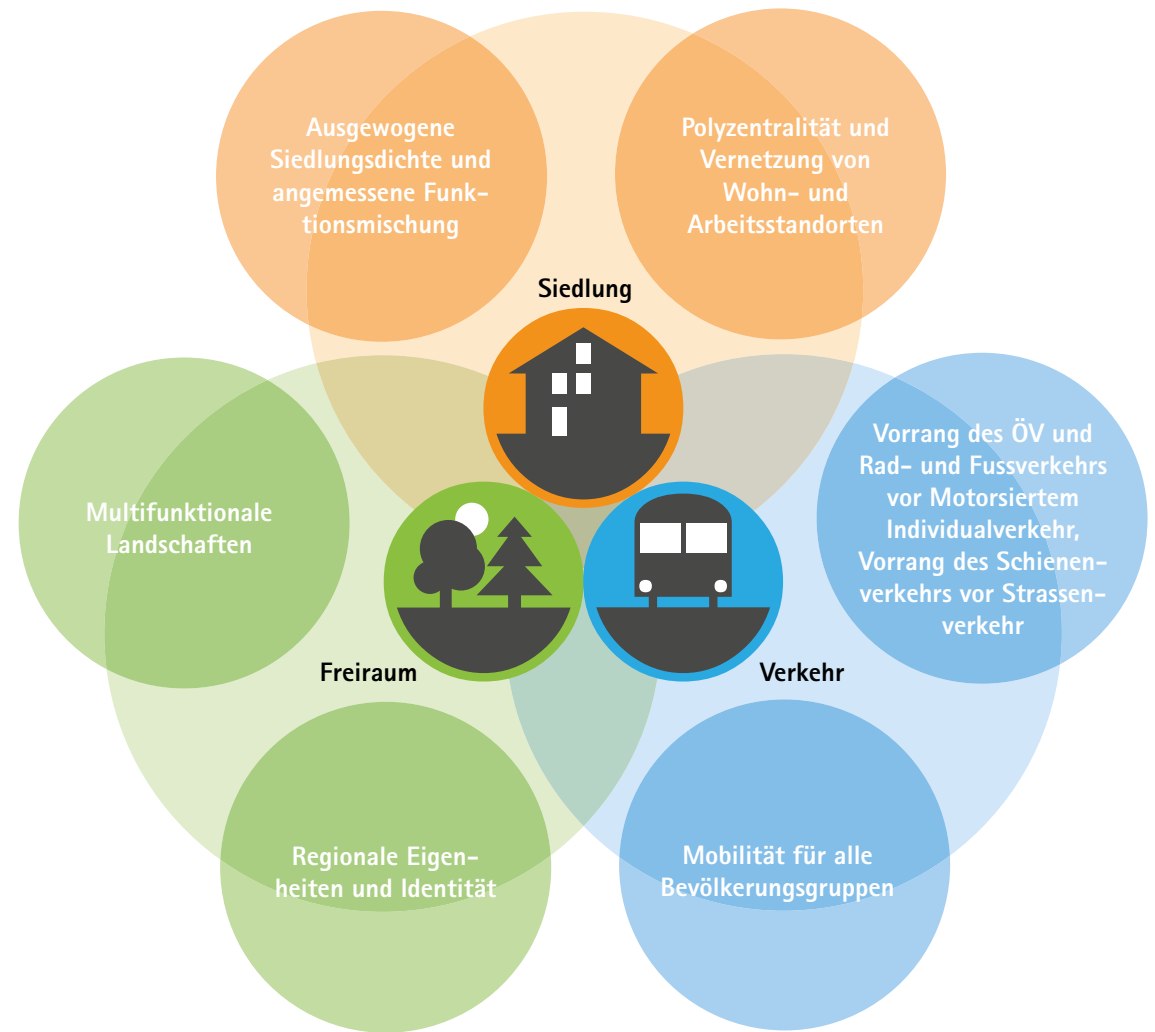 Ausgewogene
Siedlungsdichte und
angemessene Funk-
tionsmischung
Polyzentralität und
Vernetzung von
Wohn- und
Arbeitsstandorten
Siedlung
Multifunktionale
Landschaften
Vorrang des ÖV und
Rad- und Fussverkehrs
vor Motorsiertem
Individualverkehr,
Vorrang des Schienen-
verkehrs vor Strassen-
verkehr
Freiraum
Verkehr
Regionale Eigen-
heiten und Identität
Mobilität für alle
Bevölkerungsgruppen